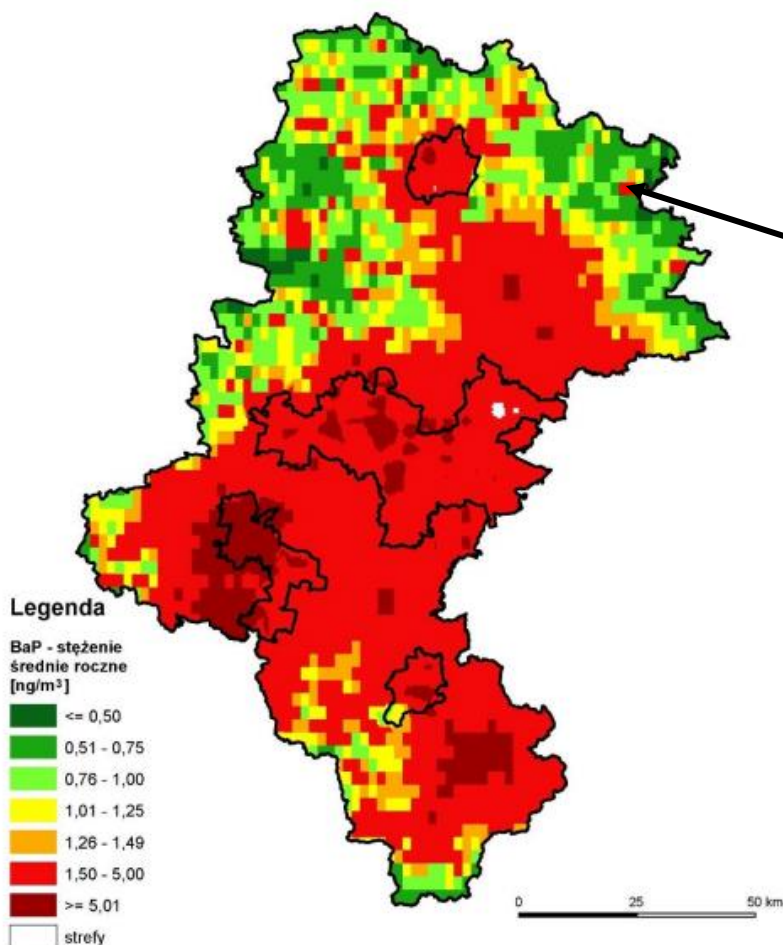 Legenda
BaP - stężenie
średnie roczne
[ng/m³]
<= 0,50
0,51 - 0,75
0,76 - 1,00
1,01 - 1,25
1,26 - 1,49
1,50 - 5,00
>= 5,01
strefy
0 25 50 km